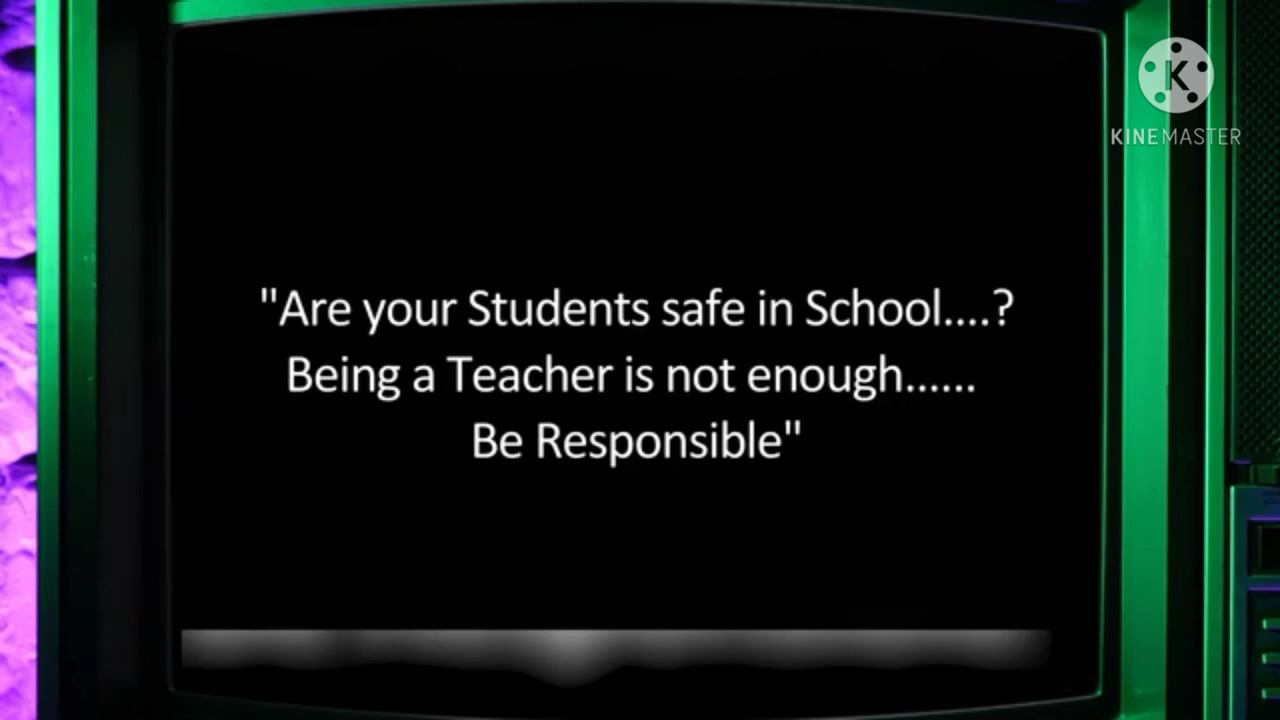 KINEMASTER
"Are your Students safe in School....?
Being a Teacher is not enough......
Be Responsible"